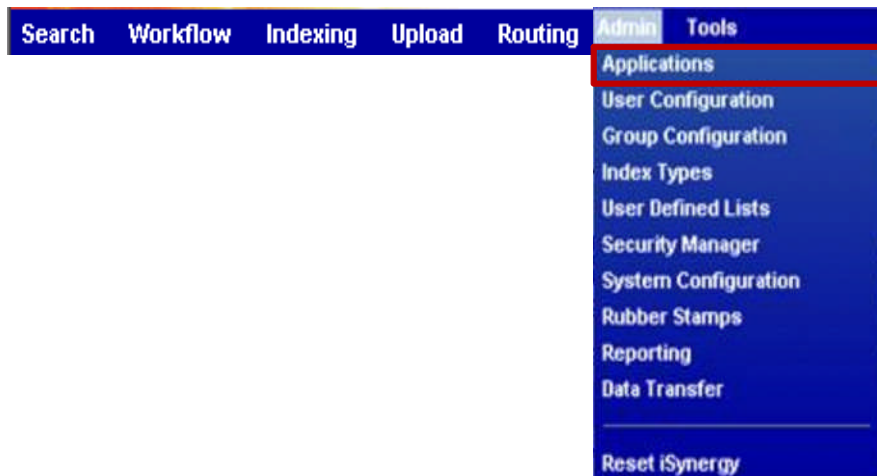 Search Workflow Indexing Upload Routing Admin Tools
Applications
User Configuration
Group Configuration
Index Types
User Defined Lists
Security Manager
System Configuration
Rubber Stamps
Reporting
Data Transfer
Reset iSynergy